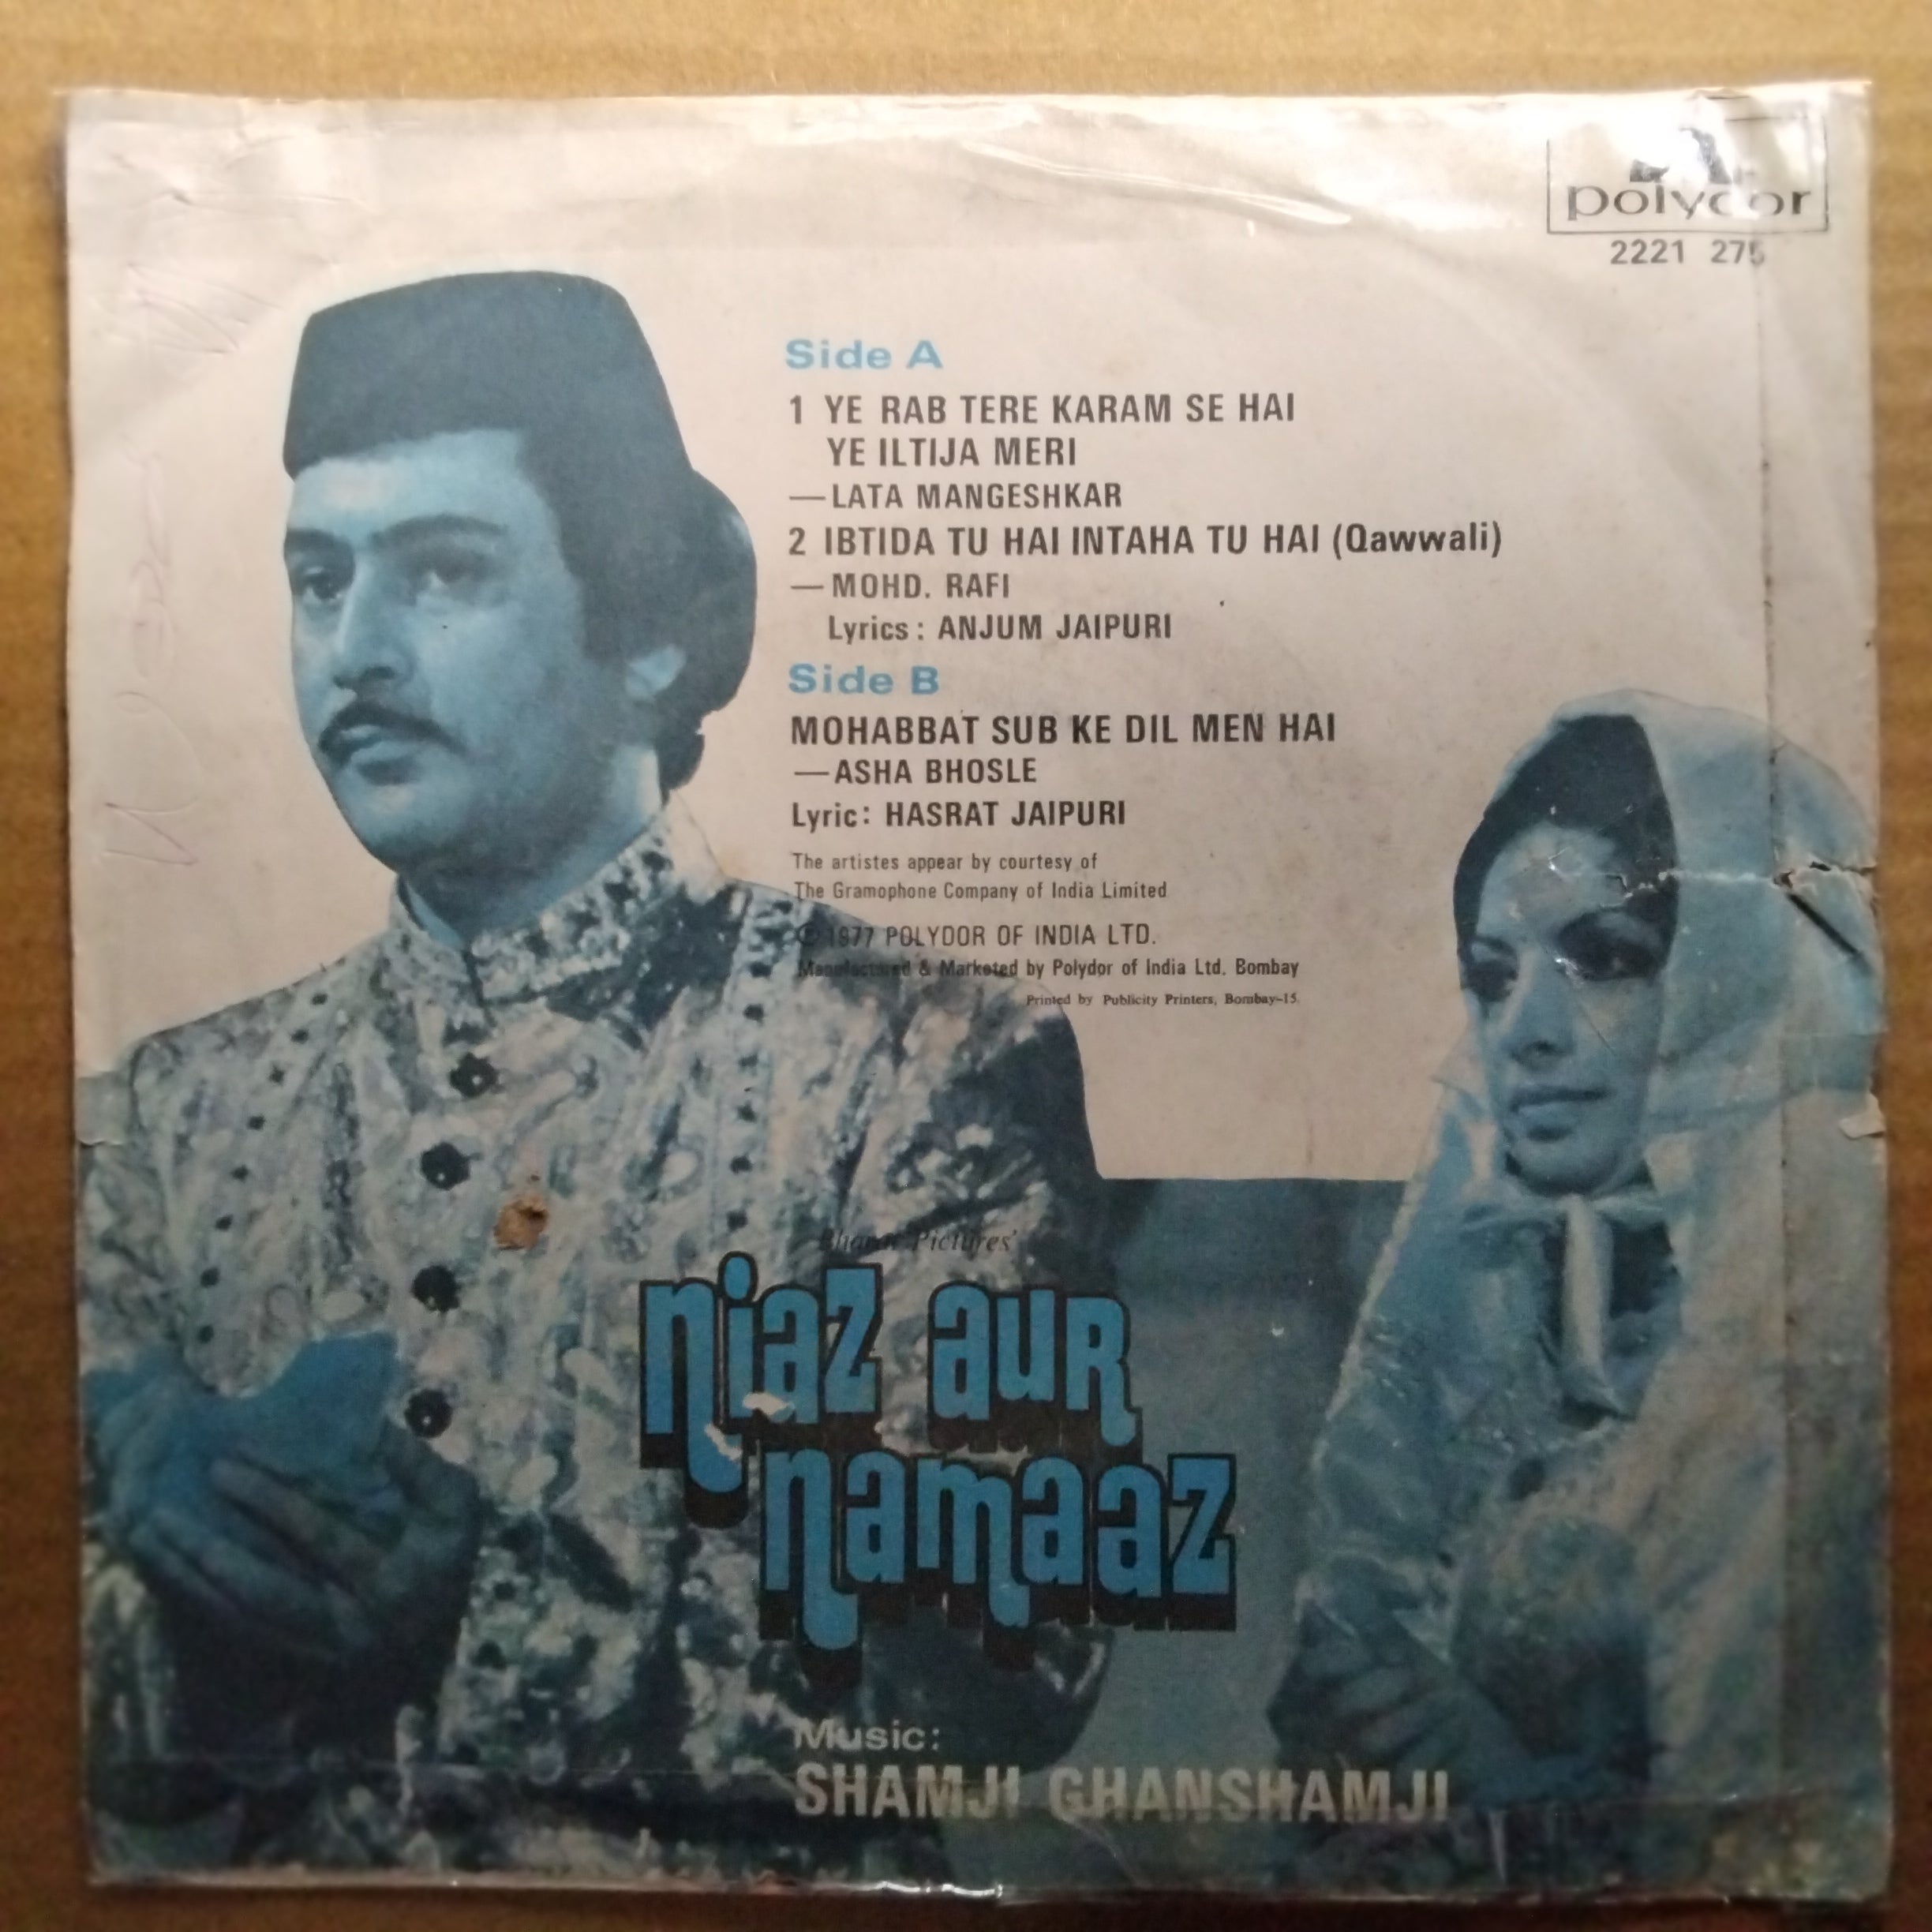 polydor
2221 275
Side A
1 YE RAB TERE KARAM SE HAI
YE ILTIJA MERI
—LATA MANGESHKAR
2 IBTIDA TU HAI INTAHA TU HAI (Qawwali)
—MOHD. RAFI
Lyrics: ANJUM JAIPURI
Side B
MOHABBAT SUB KE DIL MEN HAI
—ASHA BHOSLE
Lyric: HASRAT JAIPURI
The artistes appear by courtesy of
The Gramophone Company of India Limited
℗ 1977 POLYDOR OF INDIA LTD.
Manufactured & Marketed by Polydor of India Ltd. Bombay
Printed by Publicity Printers, Bombay-15.
Pictures'
niaz aur
namaaz
Music:
SHAMJI GHANSHAMJI